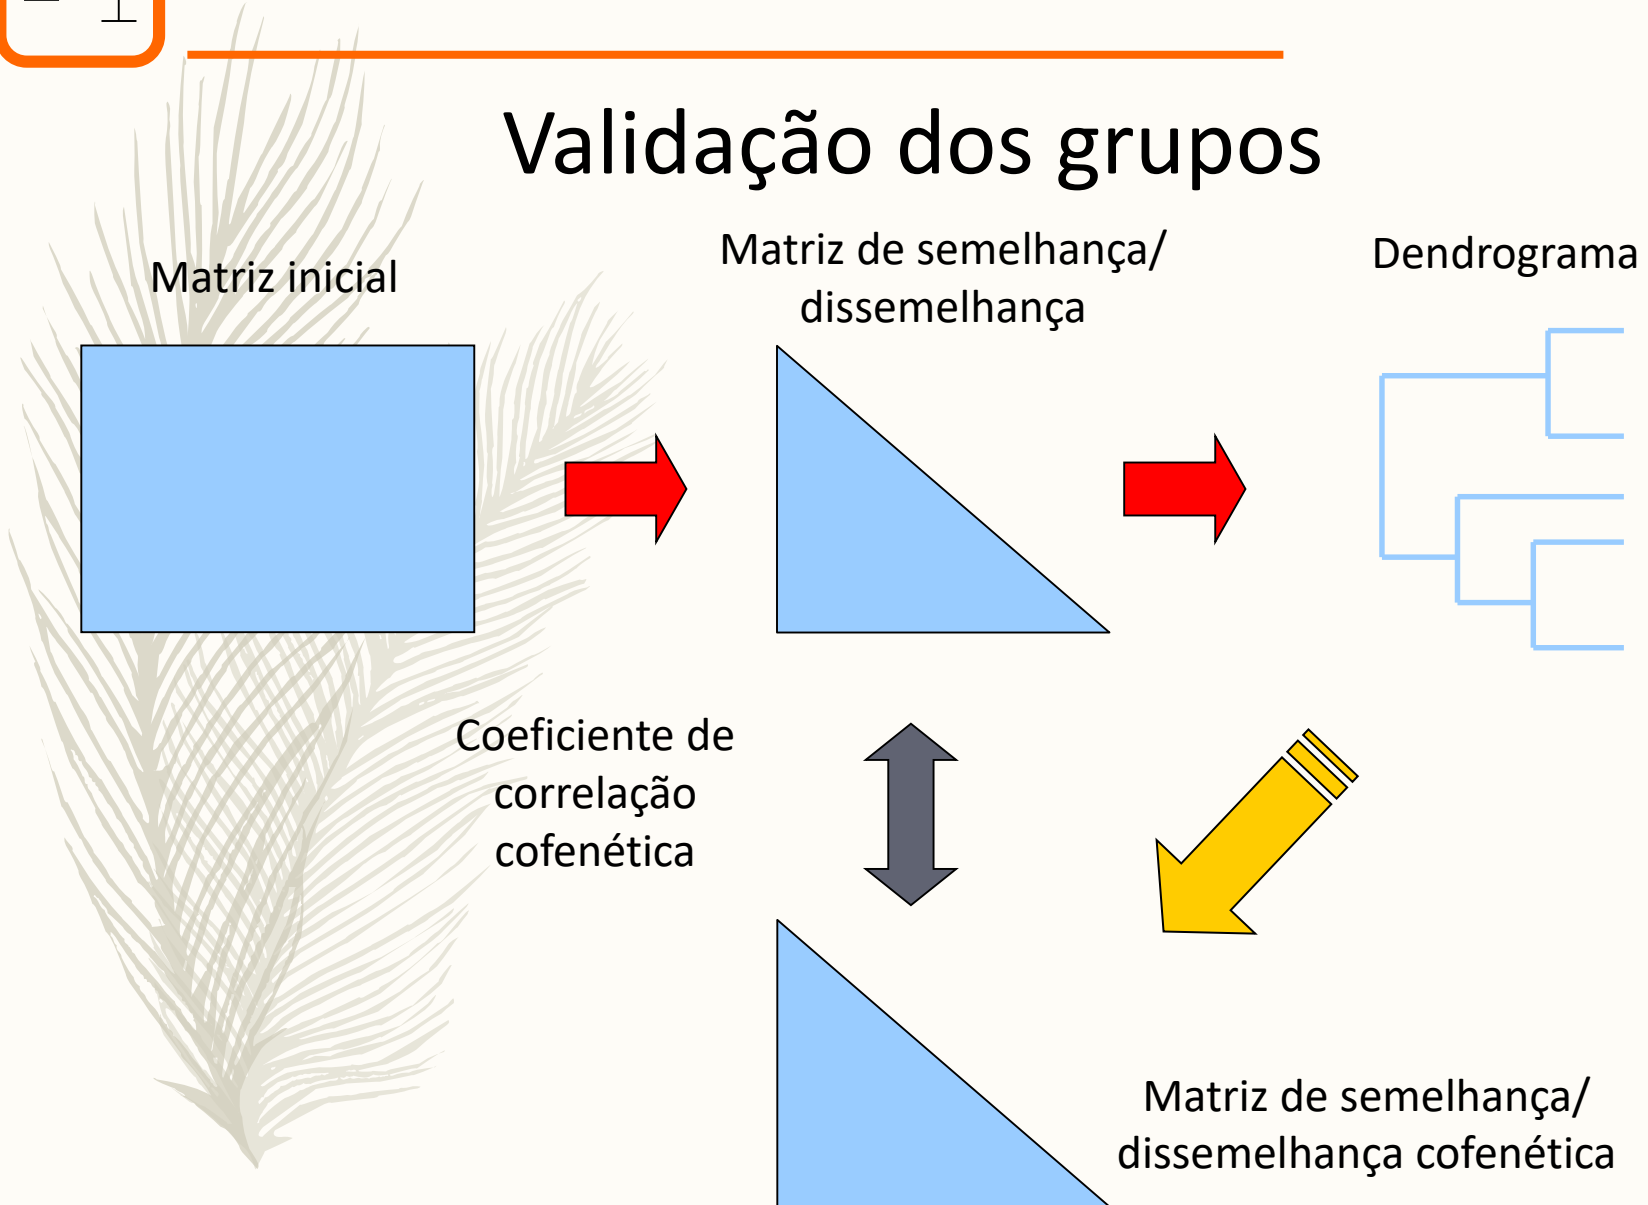 Validação dos grupos
Matriz inicial
Matriz de semelhança/
dissemelhança
Dendrograma
Coeficiente de
correlação
cofenética
Matriz de semelhança/
dissemelhança cofenética